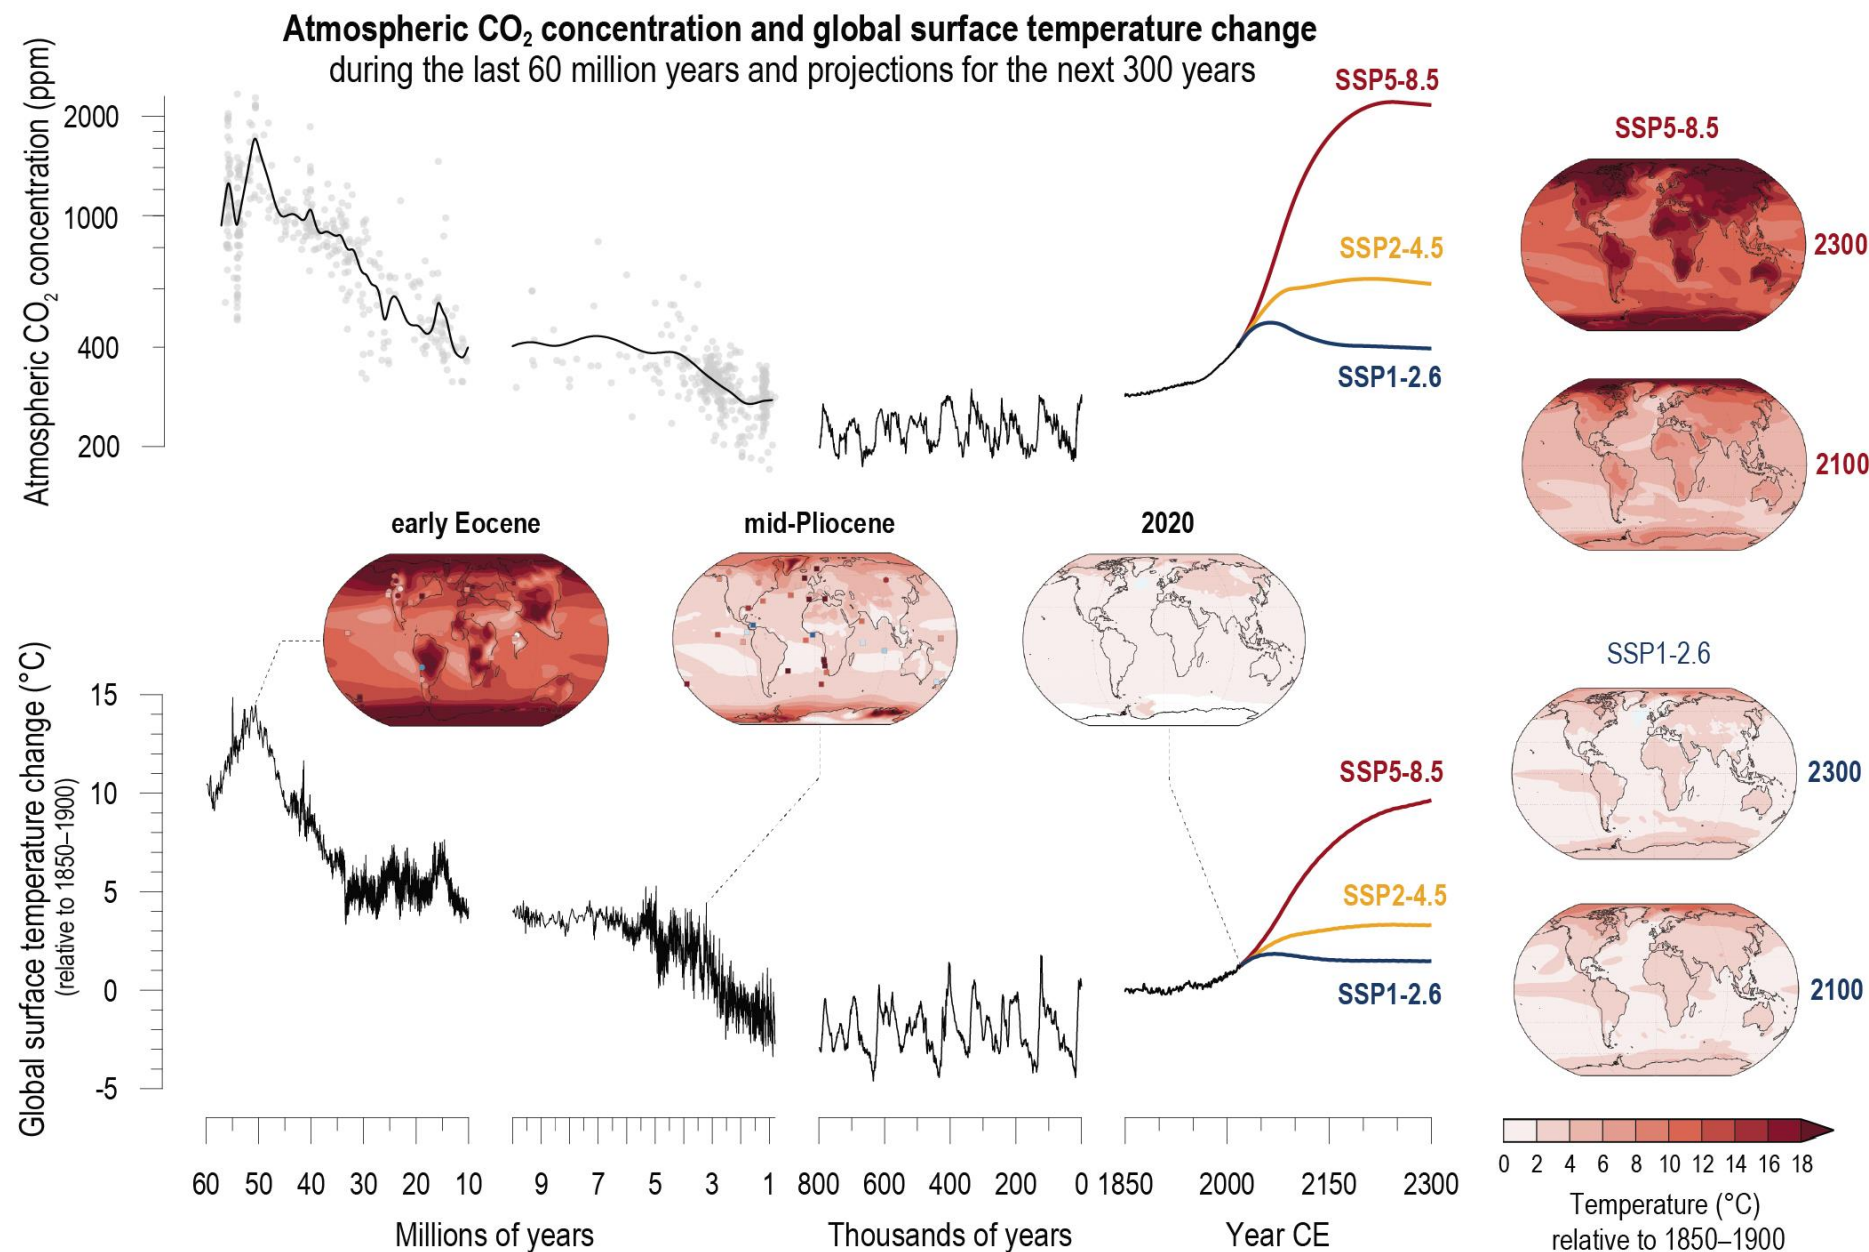 Atmospheric CO₂ concentration and global surface temperature change
during the last 60 million years and projections for the next 300 years
Atmospheric CO₂ concentration (ppm)
2000
1000
400
200
SSP5-8.5
SSP2-4.5
SSP1-2.6
SSP5-8.5
2300
2100
early Eocene
mid-Pliocene
2020
Global surface temperature change (°C)
(relative to 1850–1900)
15
10
5
0
-5
SSP5-8.5
SSP2-4.5
SSP1-2.6
SSP1-2.6
2300
2100
60 50 40 30 20 10
Millions of years
9 7 5 3 1
800 600 400 200 0
Thousands of years
1850 2000 2150 2300
Year CE
0 2 4 6 8 10 12 14 16 18
Temperature (°C)
relative to 1850–1900